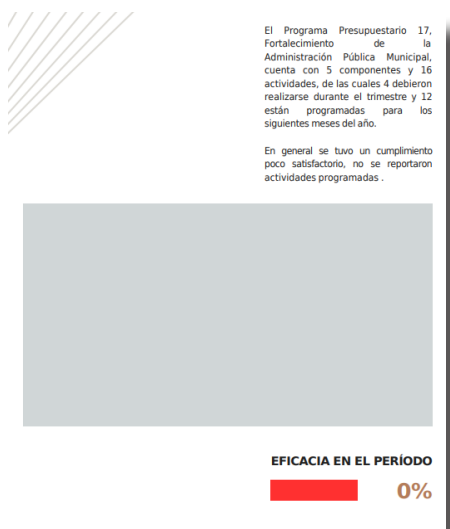 El Programa Presupuestario 17,
Fortalecimiento de la
Administración Pública Municipal,
cuenta con 5 componentes y 16
actividades, de las cuales 4 debieron
realizarse durante el trimestre y 12
están programadas para los
siguientes meses del año.
En general se tuvo un cumplimiento
poco satisfactorio, no se reportaron
actividades programadas .
EFICACIA EN EL PERÍODO
0%